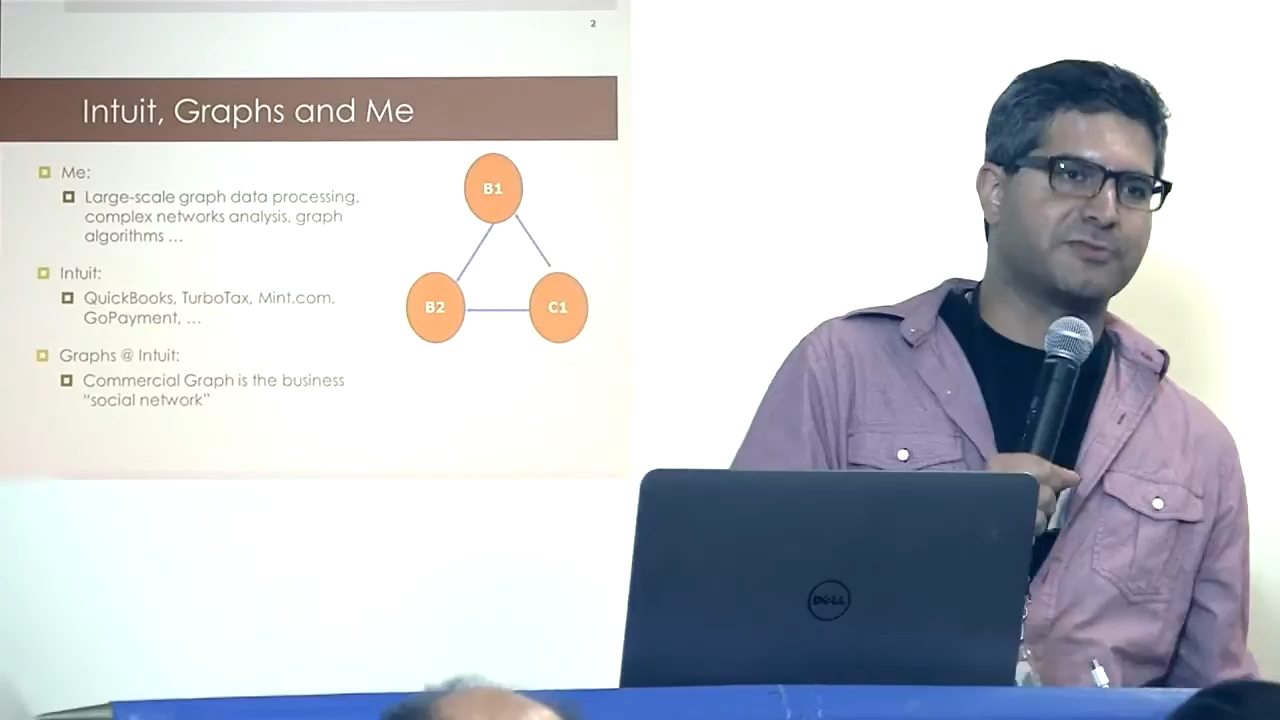 2
Intuit, Graphs and Me
Me:
Large-scale graph data processing,
complex networks analysis, graph
algorithms ...
Intuit:
QuickBooks, TurboTax, Mint.com,
GoPayment, ...
Graphs @ Intuit:
Commercial Graph is the business
“social network”
B1
B2
C1
DELL